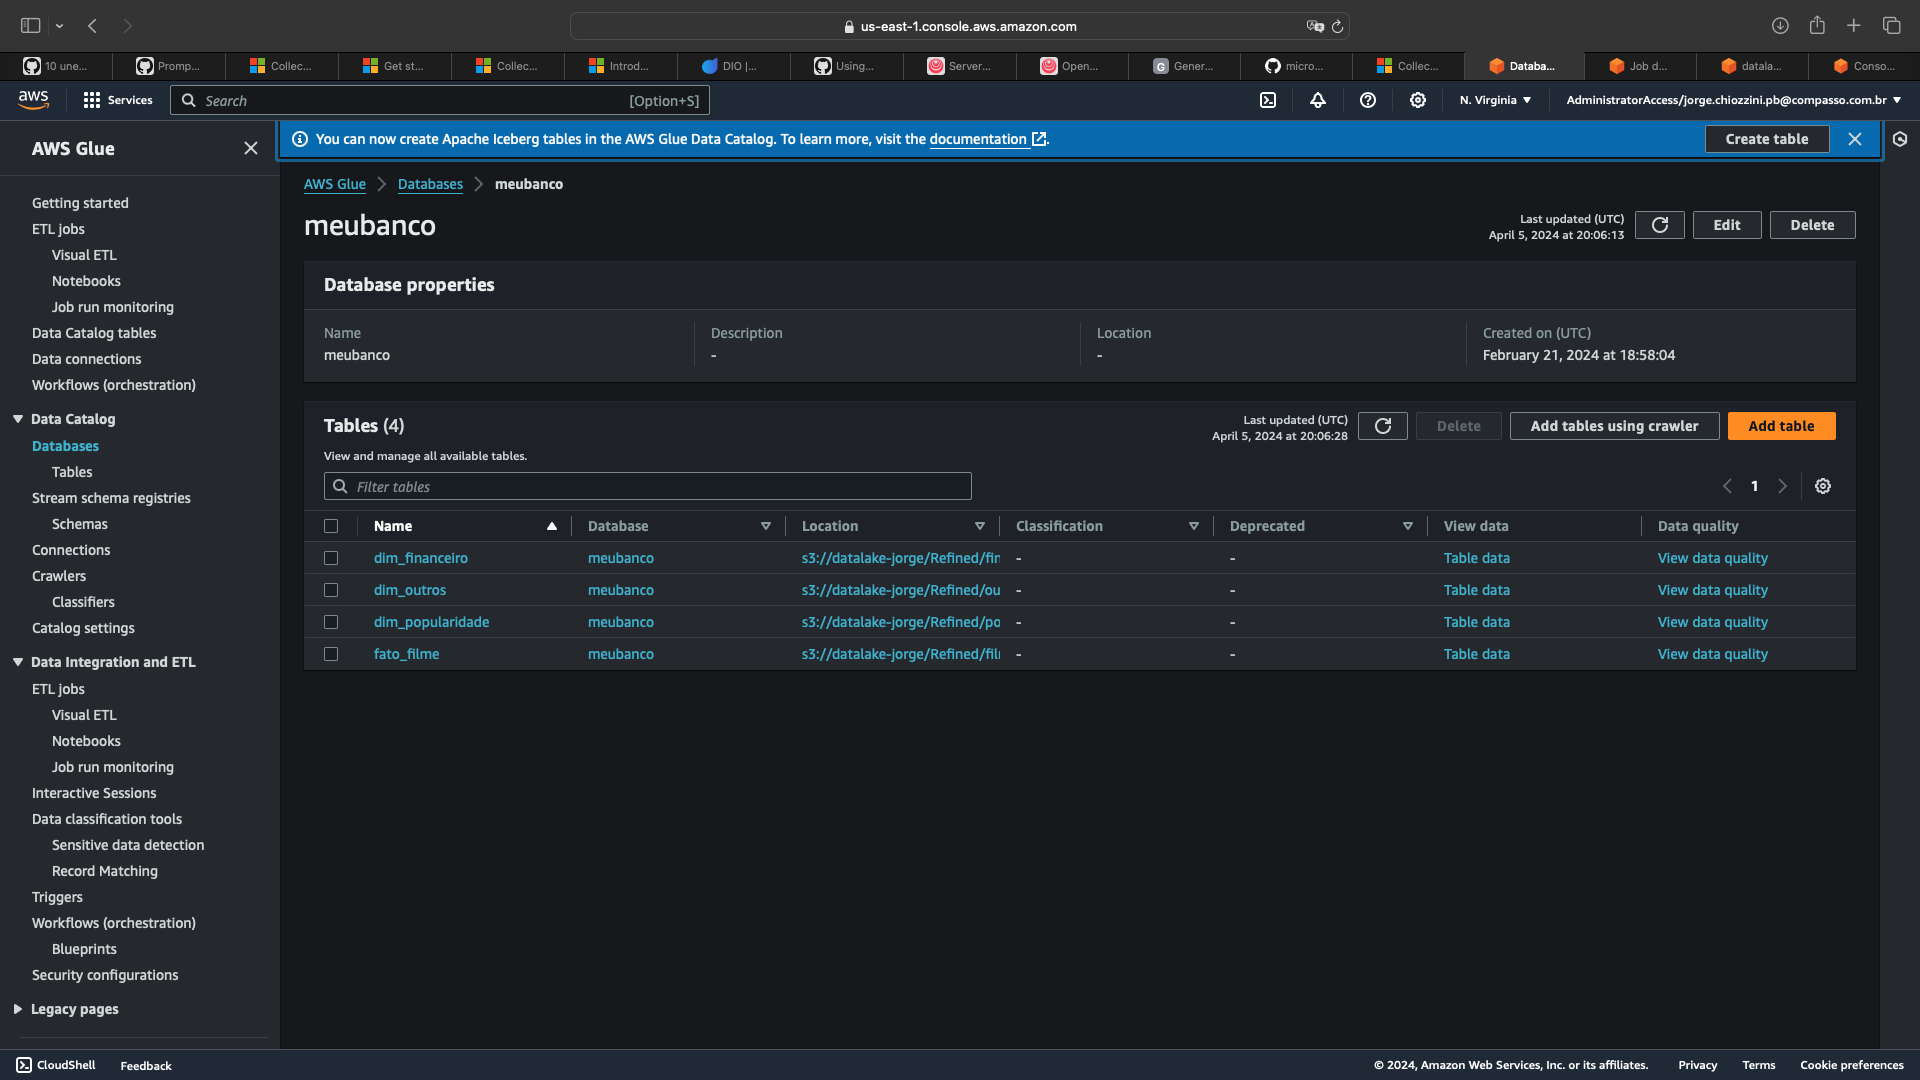 us-east-1.console.aws.amazon.com
10 une...
Promp...
Collec...
Get st...
Collec...
Introd...
DIO |...
Using...
Server...
Open...
Gener...
micro...
Collec...
Databa...
Job d...
datala...
Conso...
aws
Services
Search
[Option+S]
N. Virginia
AdministratorAccess/jorge.chiozzini.pb@compasso.com.br
AWS Glue
You can now create Apache Iceberg tables in the AWS Glue Data Catalog. To learn more, visit the documentation.
Create table
Getting started
ETL jobs
Visual ETL
Notebooks
Job run monitoring
Data Catalog tables
Data connections
Workflows (orchestration)
Data Catalog
Databases
Tables
Stream schema registries
Schemas
Connections
Crawlers
Classifiers
Catalog settings
Data Integration and ETL
ETL jobs
Visual ETL
Notebooks
Job run monitoring
Interactive Sessions
Data classification tools
Sensitive data detection
Record Matching
Triggers
Workflows (orchestration)
Blueprints
Security configurations
Legacy pages
AWS Glue
Databases
meubanco
meubanco
Last updated (UTC)
April 5, 2024 at 20:06:13
Edit
Delete
Database properties
Name
meubanco
Description
-
Location
-
Created on (UTC)
February 21, 2024 at 18:58:04
Tables (4)
Last updated (UTC)
April 5, 2024 at 20:06:28
Delete
Add tables using crawler
Add table
View and manage all available tables.
Filter tables
1
Name Database Location Classification Deprecated View data Data quality
dim_financeiro meubanco s3://datalake-jorge/Refined/fin - - Table data View data quality
dim_outros meubanco s3://datalake-jorge/Refined/ou - - Table data View data quality
dim_popularidade meubanco s3://datalake-jorge/Refined/po - - Table data View data quality
fato_filme meubanco s3://datalake-jorge/Refined/fil - - Table data View data quality
CloudShell
Feedback
© 2024, Amazon Web Services, Inc. or its affiliates.
Privacy
Terms
Cookie preferences